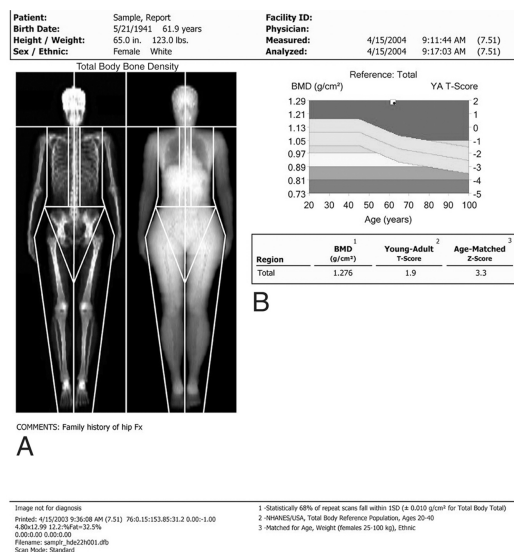 Patient: Sample, Report Facility ID:
Birth Date: 5/21/1941 61.9 years Physician:
Height / Weight: 65.0 in. 123.0 lbs. Measured: 4/15/2004 9:11:44 AM (7.51)
Sex / Ethnic: Female White Analyzed: 4/15/2004 9:17:03 AM (7.51)
Total Body Bone Density
Reference: Total
BMD (g/cm²) YA T-Score
1.29 2
1.21 1
1.13 0
1.05 -1
0.97 -2
0.89 -3
0.81 -4
0.73 -5
20 30 40 50 60 70 80 90 100
Age (years)
1 2 3
BMD Young-Adult Age-Matched
Region (g/cm²) T-Score Z-Score
Total 1.276 1.9 3.3
B
COMMENTS: Family history of hip Fx
A
Image not for diagnosis
Printed: 4/15/2003 9:36:08 AM (7.51) 76:0.15:153.85:31.2 0.00:-1.00
4.80x12.99 12.2:%Fat=32.5%
0.00:0.00 0.00:0.00
Filename: samplr_hde22h001.dfb
Scan Mode: Standard
1 -Statistically 68% of repeat scans fall within 1SD (± 0.010 g/cm² for Total Body Total)
2 -NHANES/USA, Total Body Reference Population, Ages 20-40
3 -Matched for Age, Weight (females 25-100 kg), Ethnic